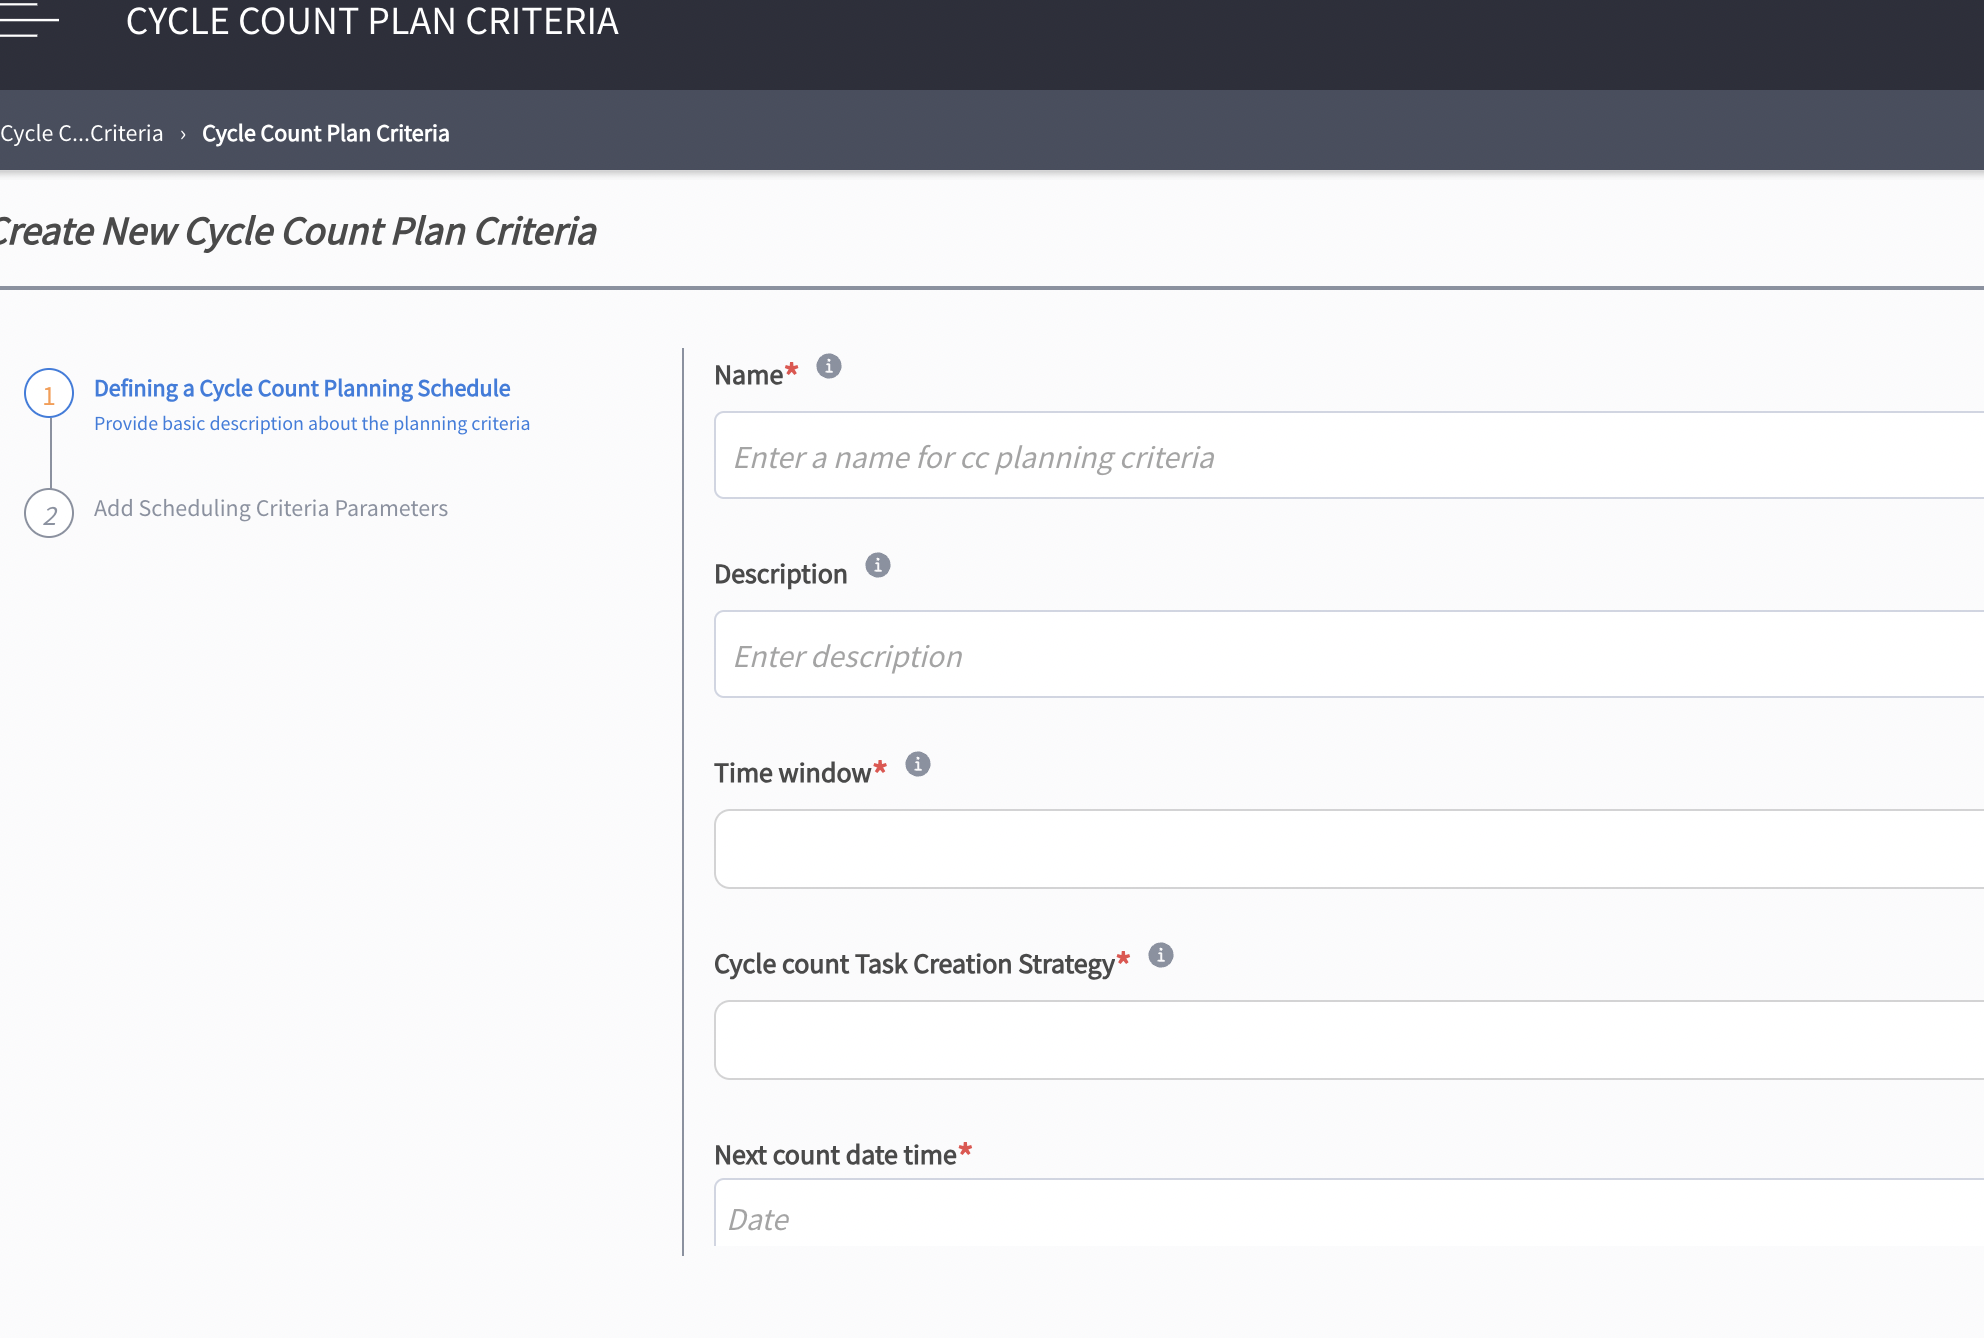 CYCLE COUNT PLAN CRITERIA
Cycle C...Criteria › Cycle Count Plan Criteria
Create New Cycle Count Plan Criteria
1 Defining a Cycle Count Planning Schedule
Provide basic description about the planning criteria
2 Add Scheduling Criteria Parameters
Name*
Enter a name for cc planning criteria
Description
Enter description
Time window*
Cycle count Task Creation Strategy*
Next count date time*
Date